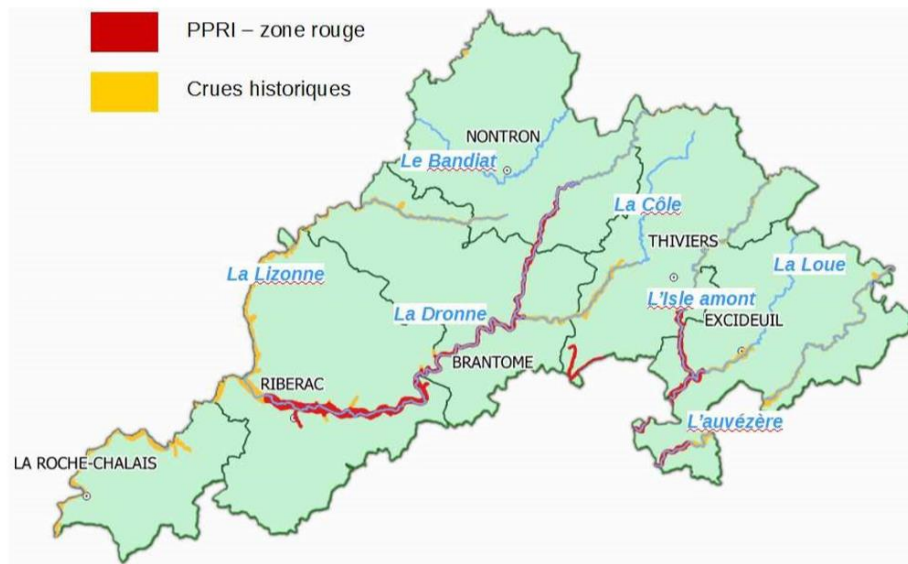 PPRI – zone rouge
Crues historiques
NONTRON
Le Bandiat
La Côle
THIVIERS
La Lizonne
La Loue
L'Isle amont
La Dronne
EXCIDEUIL
BRANTOME
RIBERAC
L'auvézère
LA ROCHE-CHALAIS